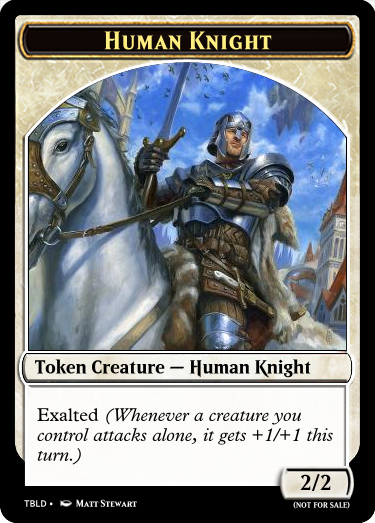 Human Knight
Token Creature — Human Knight
Exalted (Whenever a creature you
control attacks alone, it gets +1/+1 this
turn.)
2/2
TBLD • Matt Stewart
(NOT FOR SALE)